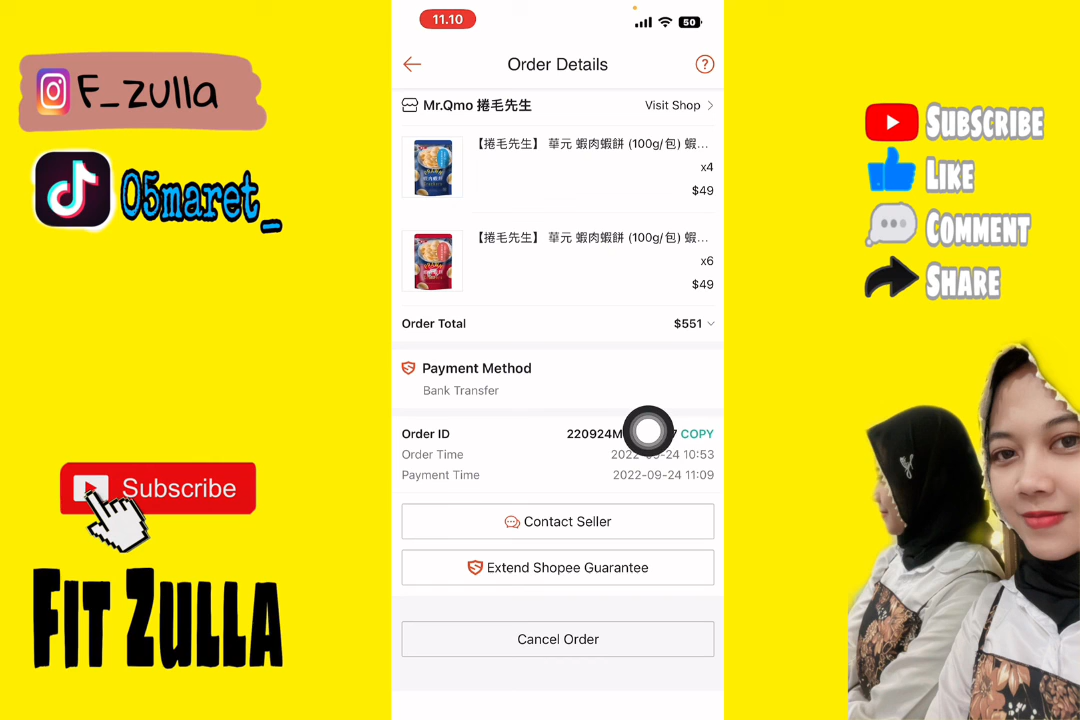 F_zulla
05maret_
Subscribe
FIT ZULLA
11.10
50
Order Details
?
Mr.Qmo 捲毛先生
Visit Shop
【捲毛先生】 華元 蝦肉蝦餅 (100g/包) 蝦...
x4
$49
【捲毛先生】 華元 蝦肉蝦餅 (100g/包) 蝦...
x6
$49
Order Total
$551
Payment Method
Bank Transfer
Order ID
COPY
Order Time
2022-09-24 10:53
Payment Time
2022-09-24 11:09
Contact Seller
Extend Shopee Guarantee
Cancel Order
SUBSCRIBE
LIKE
COMMENT
SHARE